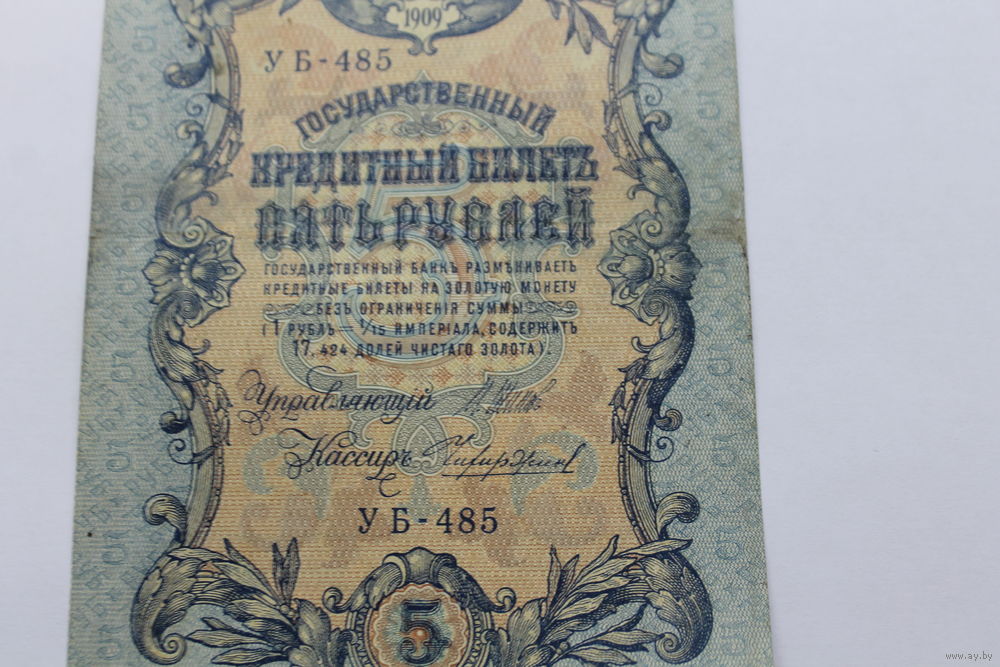 1909
УБ-485
ГОСУДАРСТВЕННЫЙ
КРЕДИТНЫЙ БИЛЕТЪ
ПЯТЬ РУБЛЕЙ
ГОСУДАРСТВЕННЫЙ БАНКЪ РАЗМѢНИВАЕТЪ
КРЕДИТНЫЕ БИЛЕТЫ НА ЗОЛОТУЮ МОНЕТУ
БЕЗЪ ОГРАНИЧЕНІЯ СУММЫ
(1 РУБЛЬ — 1/15 ИМПЕРІАЛА, СОДЕРЖИТЪ
17,424 ДОЛЕЙ ЧИСТАГО ЗОЛОТА).
Управляющій
Кассиръ
УБ-485
5
www.ay.by